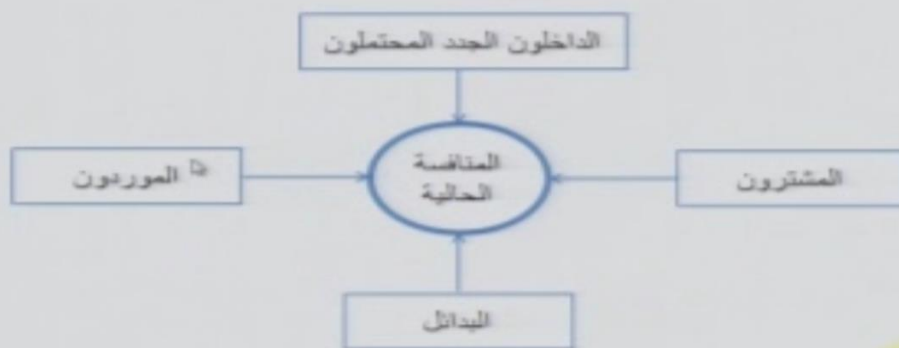 الداخلون الجدد المحتملون
المشترون
المنافسة
الحالية
الموردون
البدائل